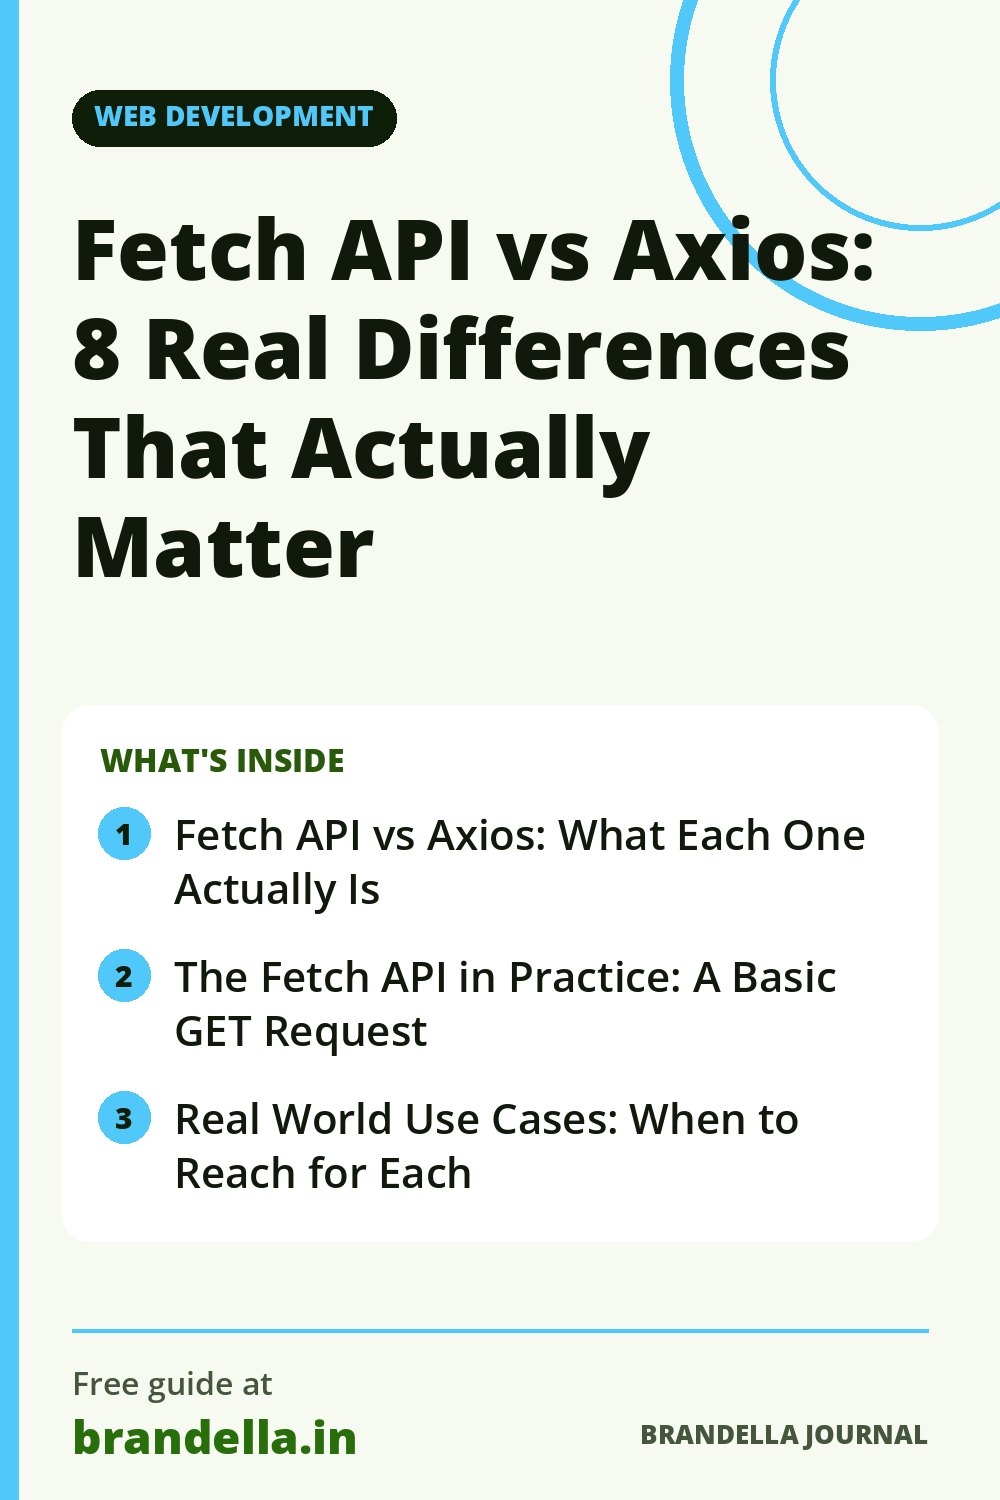 WEB DEVELOPMENT
Fetch API vs Axios:
8 Real Differences
That Actually
Matter
WHAT'S INSIDE
1 Fetch API vs Axios: What Each One
Actually Is
2 The Fetch API in Practice: A Basic
GET Request
3 Real World Use Cases: When to
Reach for Each
Free guide at
brandella.in
BRANDELLA JOURNAL